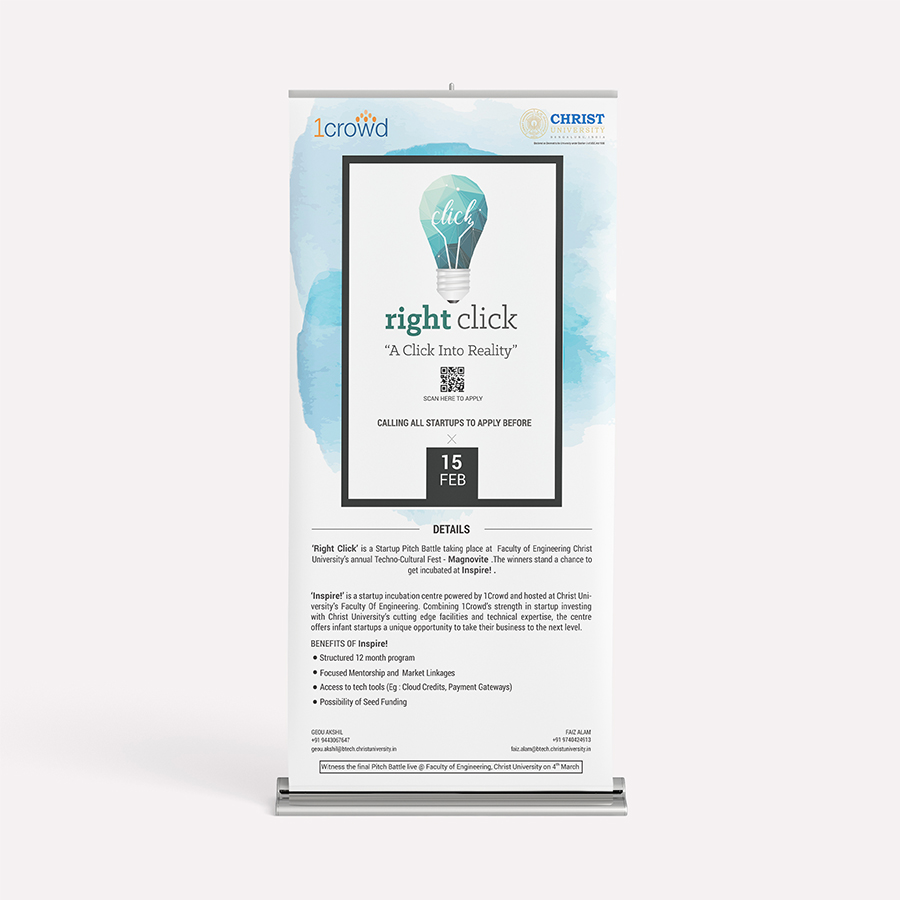 1crowd
CHRIST
UNIVERSITY
BENGALURU, INDIA
click
right click
“A Click Into Reality”
SCAN HERE TO APPLY
CALLING ALL STARTUPS TO APPLY BEFORE
15
FEB
DETAILS
'Right Click' is a Startup Pitch Battle taking place at Faculty of Engineering Christ
University's annual Techno-Cultural Fest - Magnovite .The winners stand a chance to
get incubated at Inspire! .
'Inspire!' is a startup incubation centre powered by 1Crowd and hosted at Christ Uni-
versity's Faculty Of Engineering. Combining 1Crowd's strength in startup investing
with Christ University's cutting edge facilities and technical expertise, the centre
offers infant startups a unique opportunity to take their business to the next level.
BENEFITS OF Inspire!
● Structured 12 month program
● Focused Mentorship and Market Linkages
● Access to tech tools (Eg : Cloud Credits, Payment Gateways)
● Possibility of Seed Funding
GEOU AKSHIL
+91 9443067647
geou.akshil@btech.christuniversity.in
FAIZ ALAM
+91 9740424613
faiz.alam@btech.christuniversity.in
Witness the final Pitch Battle live @ Faculty of Engineering, Christ University on 4th March